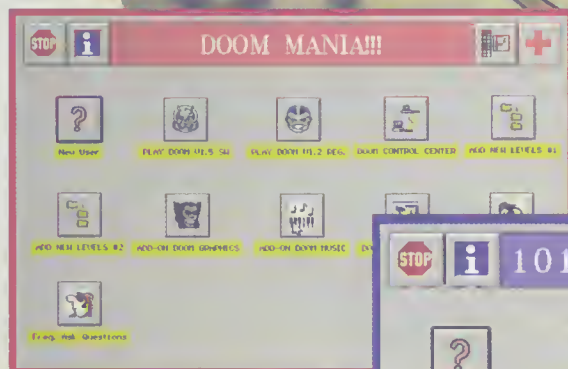 STOP i DOOM MANIA!!!
New User PLAY DOOM V1.5 SW PLAY DOOM V1.2 REG. DOOM CONTROL CENTER ADD NEW LEVELS #1
ADD NEW LEVELS #2 ADD-ON DOOM GRAPHICS ADD-ON DOOM MUSIC
Freq. Ask Questions
STOP i 101